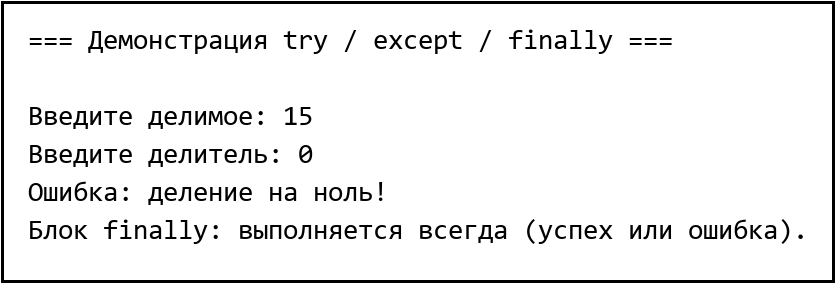 === Демонстрация try / except / finally ===
Введите делимое: 15
Введите делитель: 0
Ошибка: деление на ноль!
Блок finally: выполняется всегда (успех или ошибка).